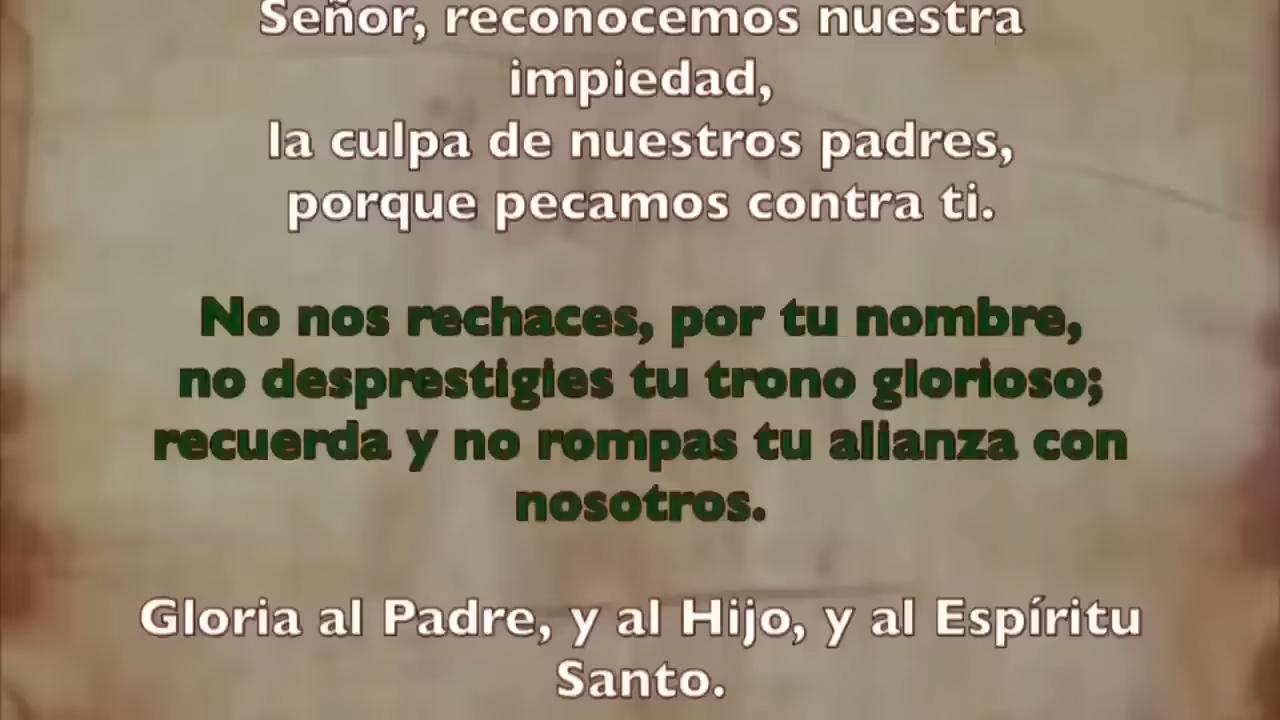 Señor, reconocemos nuestra
impiedad,
la culpa de nuestros padres,
porque pecamos contra ti.
No nos rechaces, por tu nombre,
no desprestigies tu trono glorioso;
recuerda y no rompas tu alianza con
nosotros.
Gloria al Padre, y al Hijo, y al Espíritu
Santo.